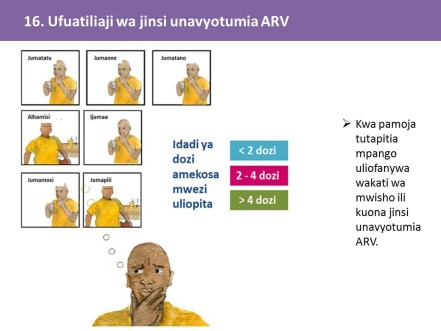 16. Ufuatiliaji wa jinsi unavyotumia ARV
Jumatatu
Jumanne
Jumatano
Alhamisi
Ijumaa
Jumamosi
Jumapili
Idadi ya
dozi
amekosa
mwezi
uliopita
< 2 dozi
2 - 4 dozi
> 4 dozi
➢ Kwa pamoja
tutapitia
mpango
uliofanywa
wakati wa
mwisho ili
kuona jinsi
unavyotumia
ARV.